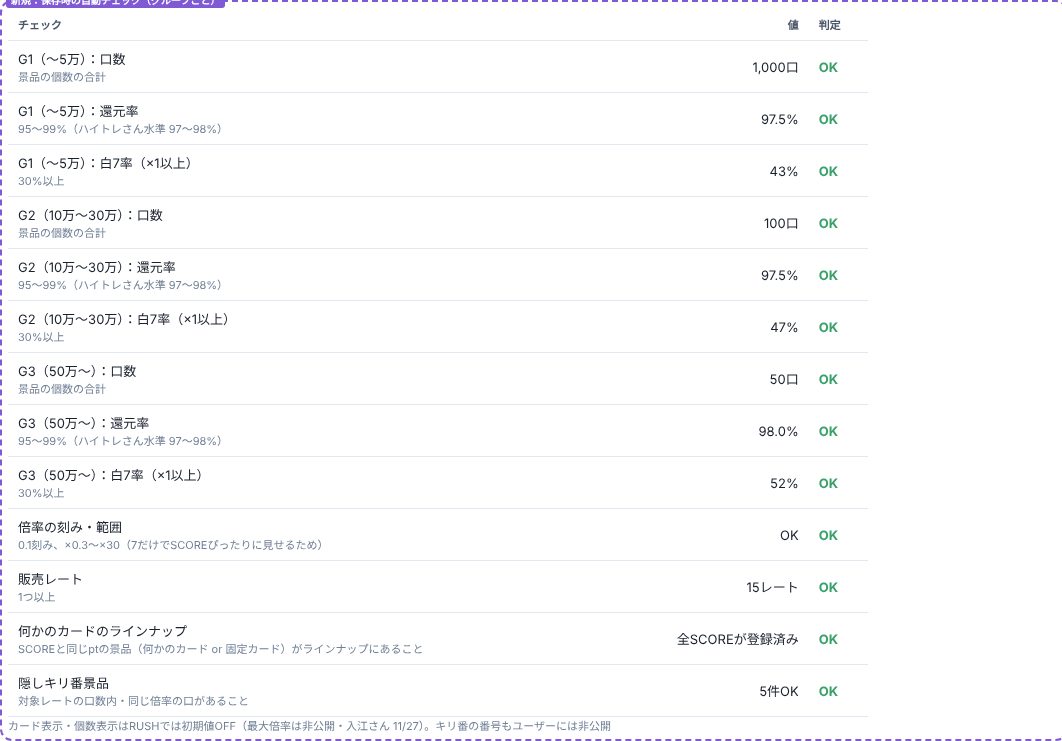 新規：保存時の自動チェック（グループごと）
チェック 値 判定
G1（〜5万）：口数 1,000口 OK
景品の個数の合計
G1（〜5万）：還元率 97.5% OK
95〜99%（ハイトレさん水準 97〜98%）
G1（〜5万）：白7率（×1以上） 43% OK
30%以上
G2（10万〜30万）：口数 100口 OK
景品の個数の合計
G2（10万〜30万）：還元率 97.5% OK
95〜99%（ハイトレさん水準 97〜98%）
G2（10万〜30万）：白7率（×1以上） 47% OK
30%以上
G3（50万〜）：口数 50口 OK
景品の個数の合計
G3（50万〜）：還元率 98.0% OK
95〜99%（ハイトレさん水準 97〜98%）
G3（50万〜）：白7率（×1以上） 52% OK
30%以上
倍率の刻み・範囲 OK OK
0.1刻み、×0.3〜×30（7だけでSCOREぴったりに見せるため）
販売レート 15レート OK
1つ以上
何かのカードのラインナップ 全SCOREが登録済み OK
SCOREと同じptの景品（何かのカード or 固定カード）がラインナップにあること
隠しキリ番景品 5件OK OK
対象レートの口数内・同じ倍率の口があること
カード表示・個数表示はRUSHでは初期値OFF（最大倍率は非公開・入江さん 11/27）。キリ番の番号もユーザーには非公開